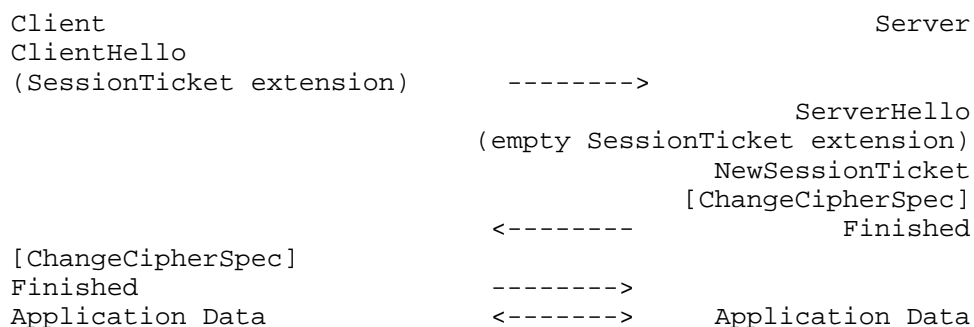 Client                                               Server
ClientHello
(SessionTicket extension)      -------->
                                                ServerHello
                            (empty SessionTicket extension)
                                           NewSessionTicket
                                         [ChangeCipherSpec]
                             <--------             Finished
[ChangeCipherSpec]
Finished                     -------->
Application Data             <------->     Application Data